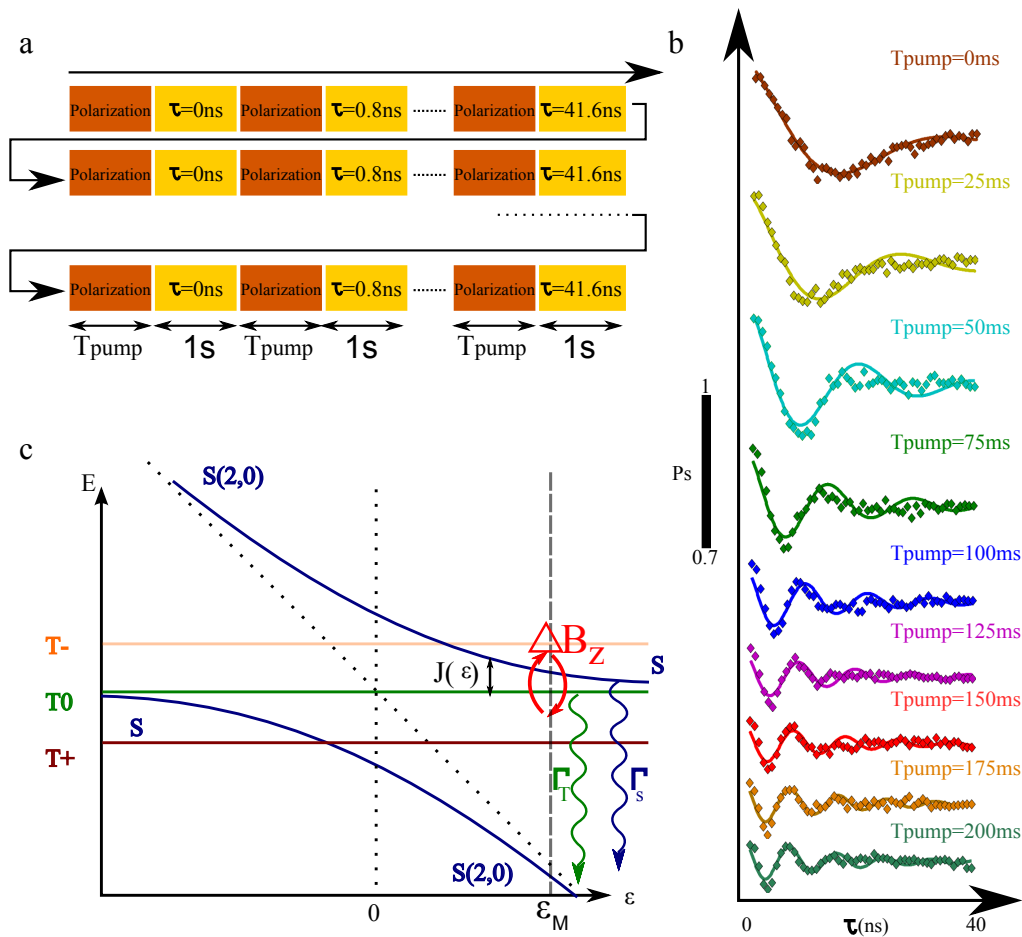 a
Polarization τ=0ns Polarization τ=0.8ns ........ Polarization τ=41.6ns
Polarization τ=0ns Polarization τ=0.8ns ........ Polarization τ=41.6ns
Polarization τ=0ns Polarization τ=0.8ns ........ Polarization τ=41.6ns
Tpump 1s Tpump 1s Tpump 1s
b
Tpump=0ms
Tpump=25ms
Tpump=50ms
Tpump=75ms
Tpump=100ms
Tpump=125ms
Tpump=150ms
Tpump=175ms
Tpump=200ms
1
Ps
0.7
0 τ(ns) 40
c
E
S(2,0)
T-
T0
T+
S
J(ε)
△Bz
S
ΓT
Γs
S(2,0)
0
εM
ε